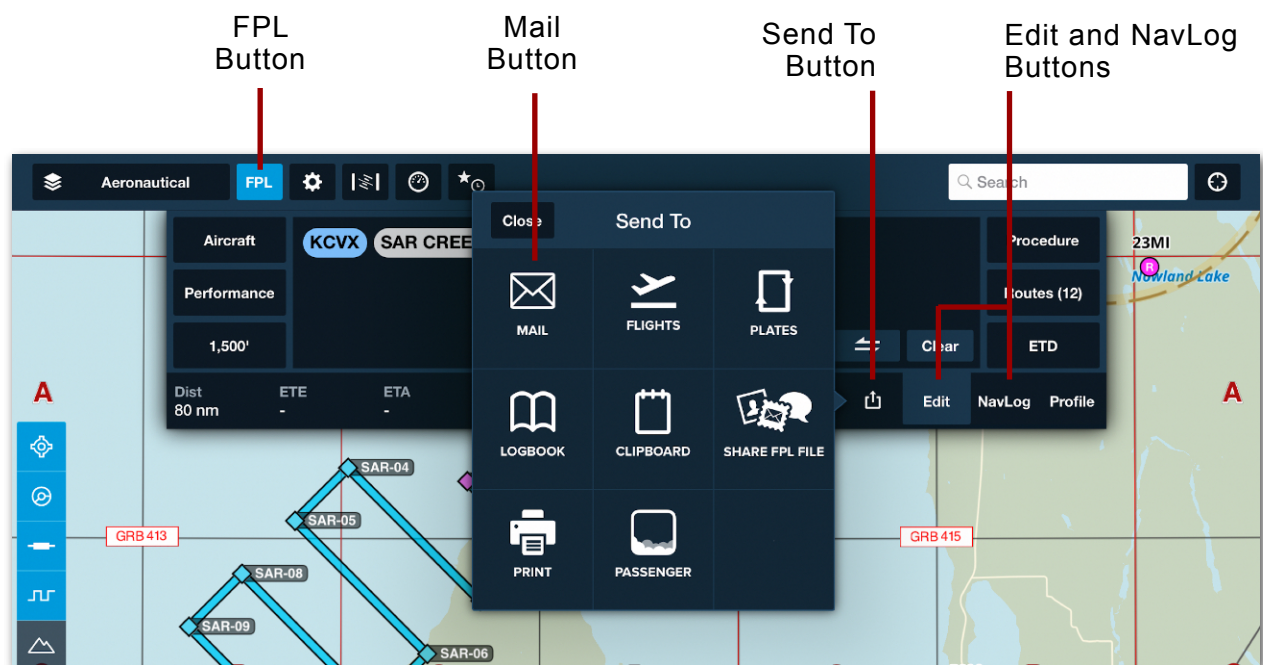 FPL
Button
Mail
Button
Send To
Button
Edit and NavLog
Buttons
Aeronautical FPL Search
Close Send To
Aircraft KCVX SAR CREE Procedure 23MI
Nowland Lake
Performance Routes (12)
MAIL FLIGHTS PLATES
1,500' Clear ETD
Dist ETE ETA
80 nm - -
A Edit NavLog Profile A
LOGBOOK CLIPBOARD SHARE FPL FILE
SAR-04
SAR-05
GRB 413 GRB 415
PRINT PASSENGER
SAR-08
SAR-09
SAR-06